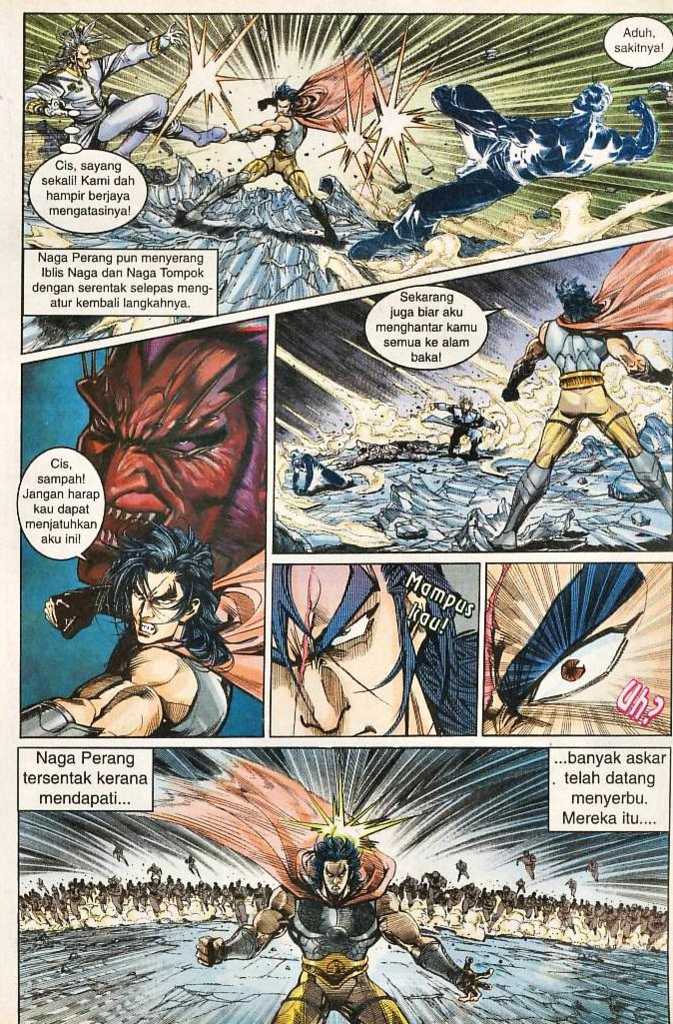 Aduh,
sakitnya!
Cis, sayang
sekali! Kami dah
hampir berjaya
mengatasinya!
Naga Perang pun menyerang
Iblis Naga dan Naga Tompok
dengan serentak selepas meng-
atur kembali langkahnya.
Sekarang
juga biar aku
menghantar kamu
semua ke alam
baka!
Cis,
sampah!
Jangan harap
kau dapat
menjatuhkan
aku ini!
Mampus
kau!
Uh?
Naga Perang
tersentak kerana
mendapati...
...banyak askar
telah datang
menyerbu.
Mereka itu....